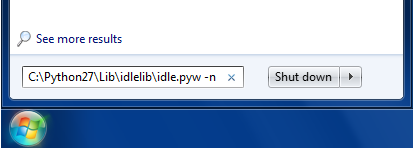 See more results
C:\Python27\Lib\idlelib\idle.pyw -n
Shut down